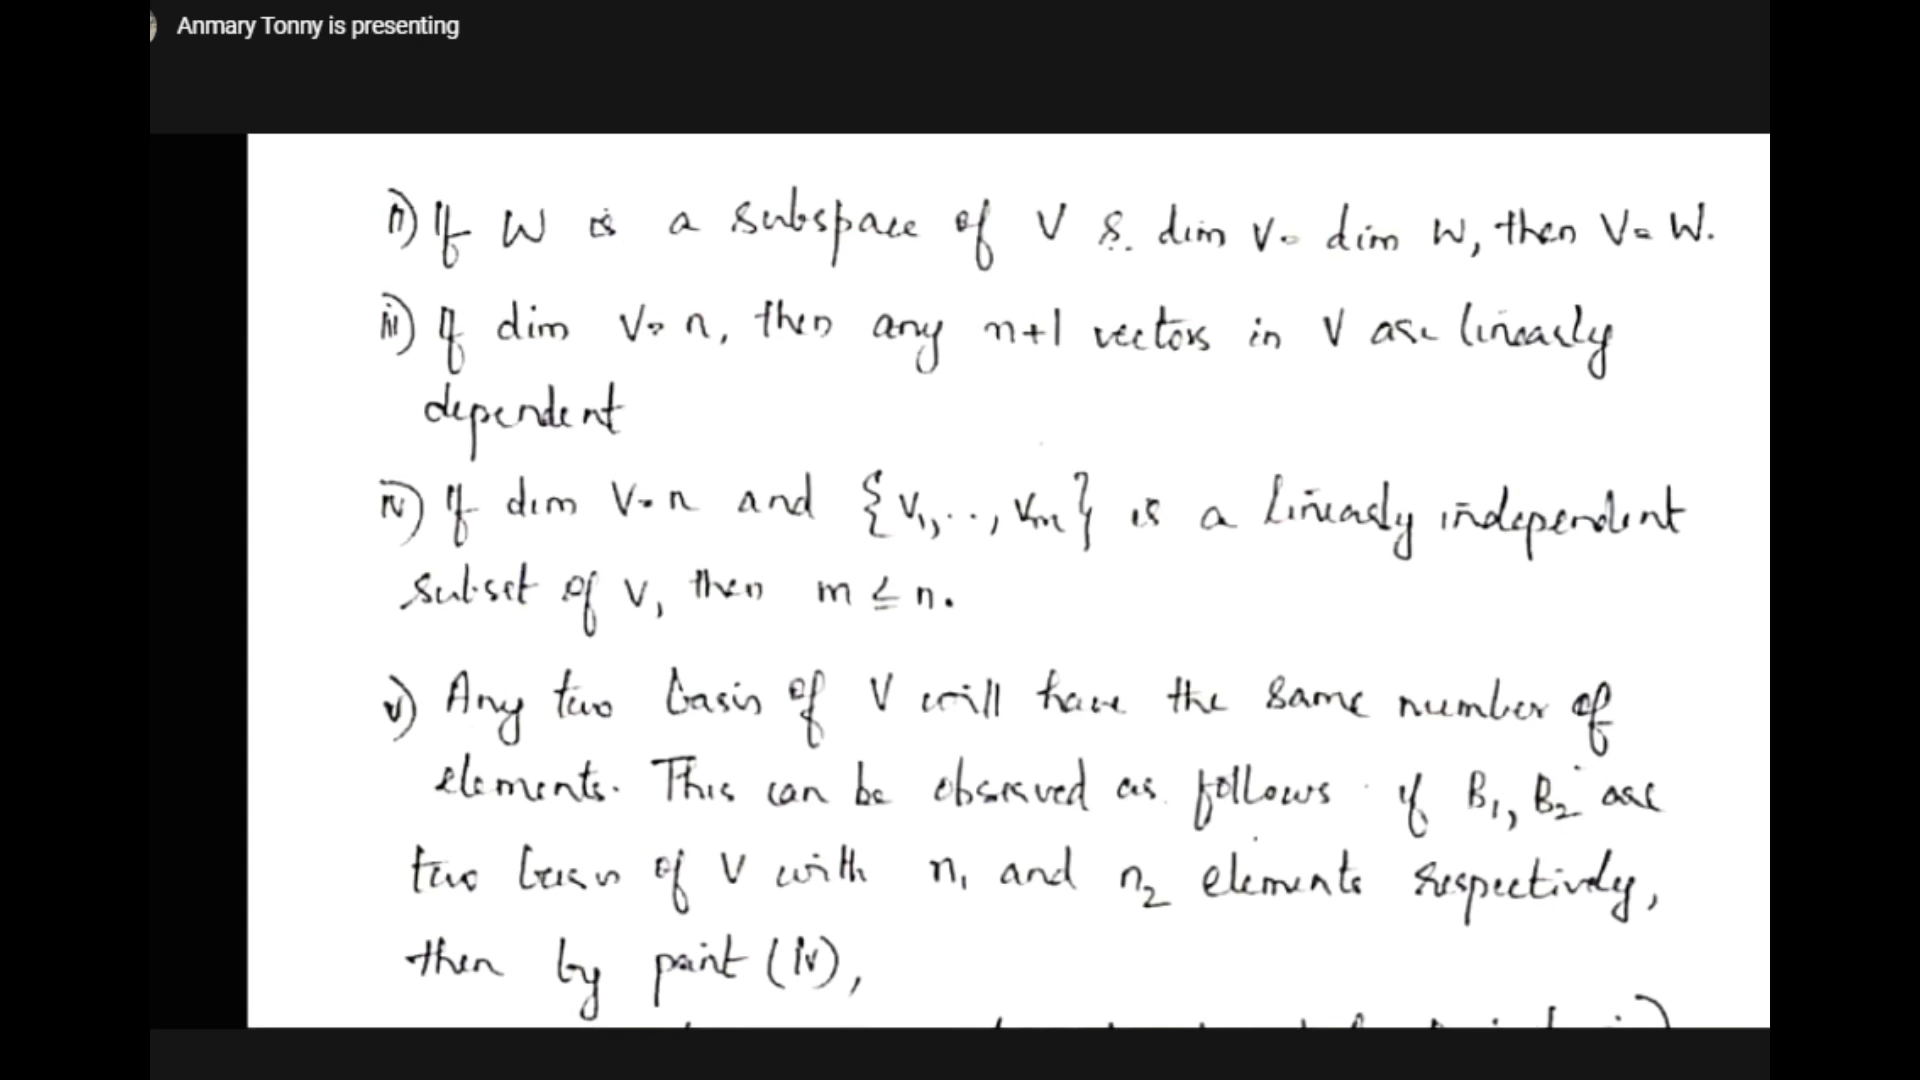 Anmary Tonny is presenting
ii) If W is a subspace of V & dim V = dim W, then V = W.
iii) If dim V = n, then any n+1 vectors in V are linearly
dependent
iv) If dim V = n and {v₁, .., vₘ} is a linearly independent
subset of V, then m ≤ n.
v) Any two basis of V will have the same number of
elements. This can be observed as follows if B₁, B₂ are
two basis of V with n₁ and n₂ elements respectively,
then by point (iv),